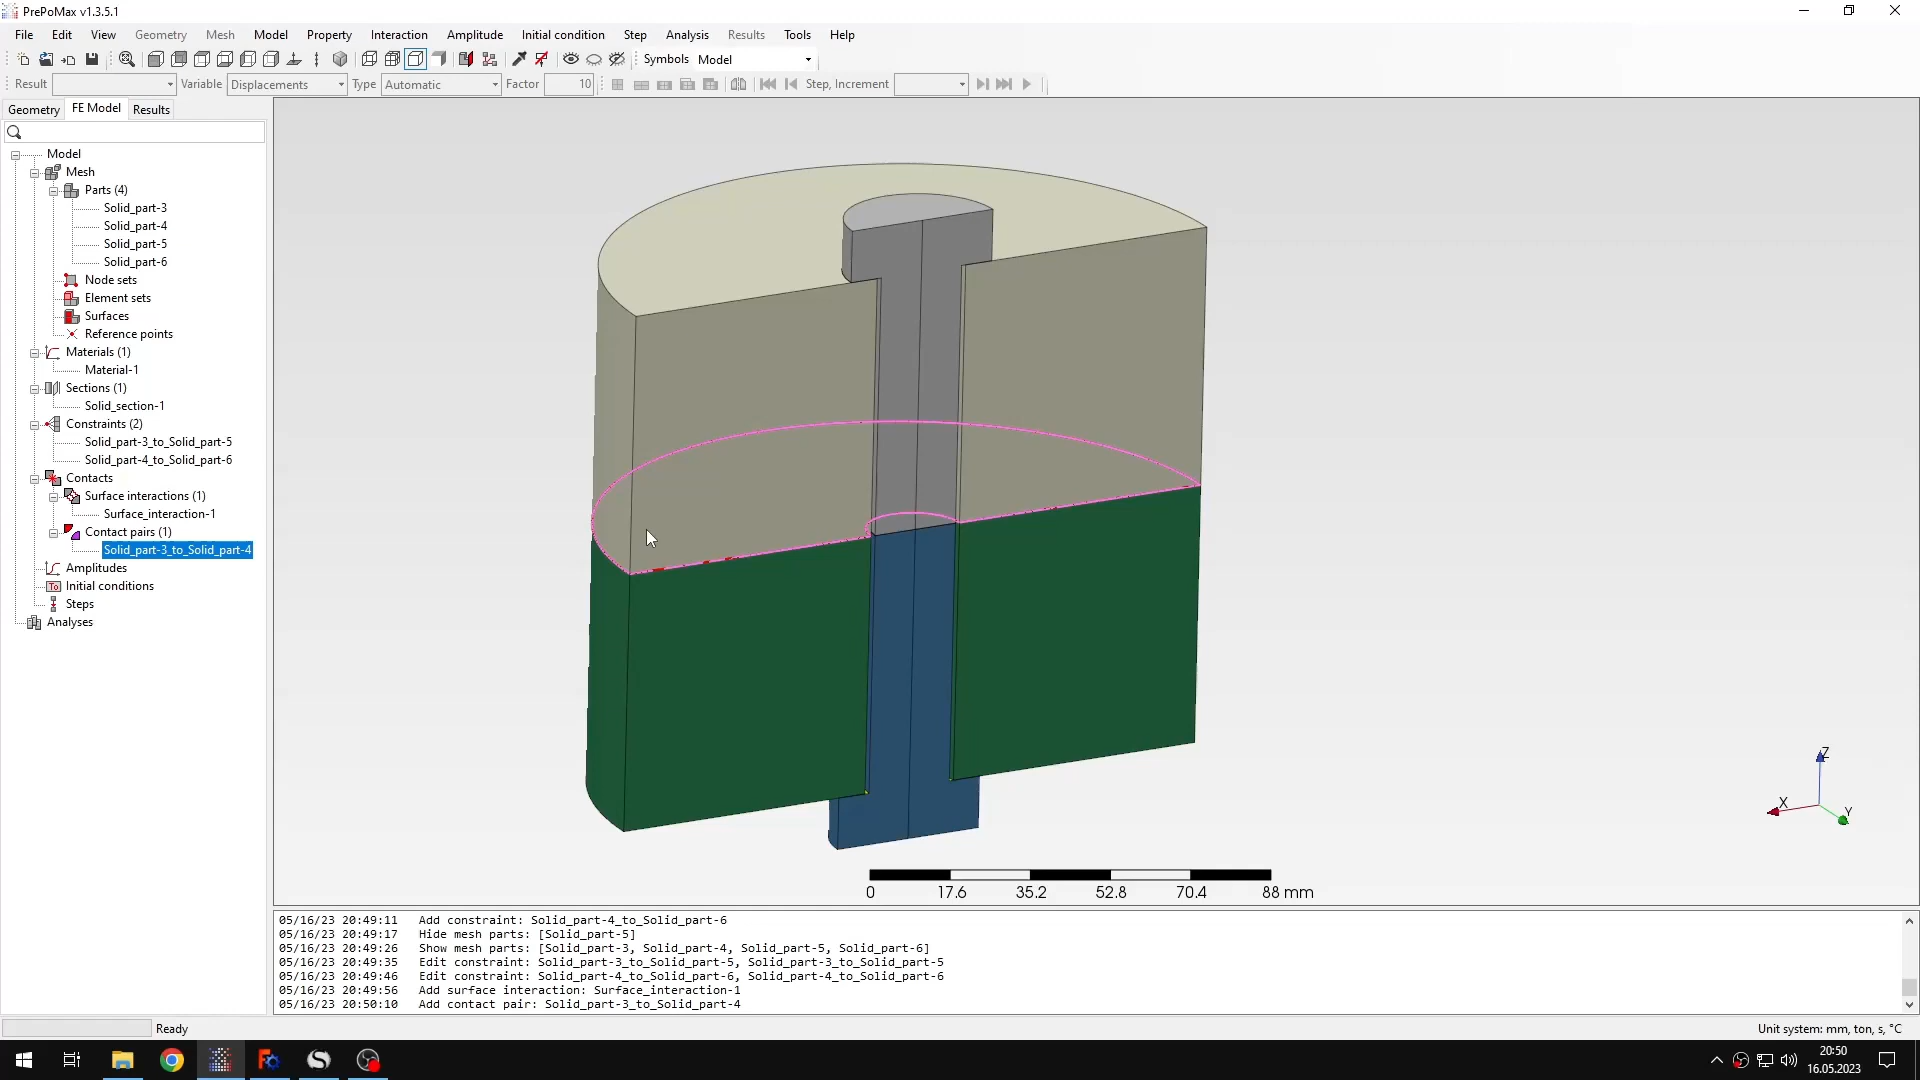 PrePoMax v1.3.5.1
File Edit View Geometry Mesh Model Property Interaction Amplitude Initial condition Step Analysis Results Tools Help
Symbols Model
Result Variable Displacements Type Automatic Factor 10 Step, Increment
Geometry FE Model Results
Model
Mesh
Parts (4)
Solid_part-3
Solid_part-4
Solid_part-5
Solid_part-6
Node sets
Element sets
Surfaces
Reference points
Materials (1)
Material-1
Sections (1)
Solid_section-1
Constraints (2)
Solid_part-3_to_Solid_part-5
Solid_part-4_to_Solid_part-6
Contacts
Surface interactions (1)
Surface_interaction-1
Contact pairs (1)
Solid_part-3_to_Solid_part-4
Amplitudes
Initial conditions
Steps
Analyses
Z
X
Y
0 17.6 35.2 52.8 70.4 88 mm
05/16/23 20:49:11 Add constraint: Solid_part-4_to_Solid_part-6
05/16/23 20:49:17 Hide mesh parts: [Solid_part-5]
05/16/23 20:49:26 Show mesh parts: [Solid_part-3, Solid_part-4, Solid_part-5, Solid_part-6]
05/16/23 20:49:35 Edit constraint: Solid_part-3_to_Solid_part-5, Solid_part-3_to_Solid_part-5
05/16/23 20:49:46 Edit constraint: Solid_part-4_to_Solid_part-6, Solid_part-4_to_Solid_part-6
05/16/23 20:49:56 Add surface interaction: Surface_interaction-1
05/16/23 20:50:10 Add contact pair: Solid_part-3_to_Solid_part-4
Ready
Unit system: mm, ton, s, °C
20:50
16.05.2023